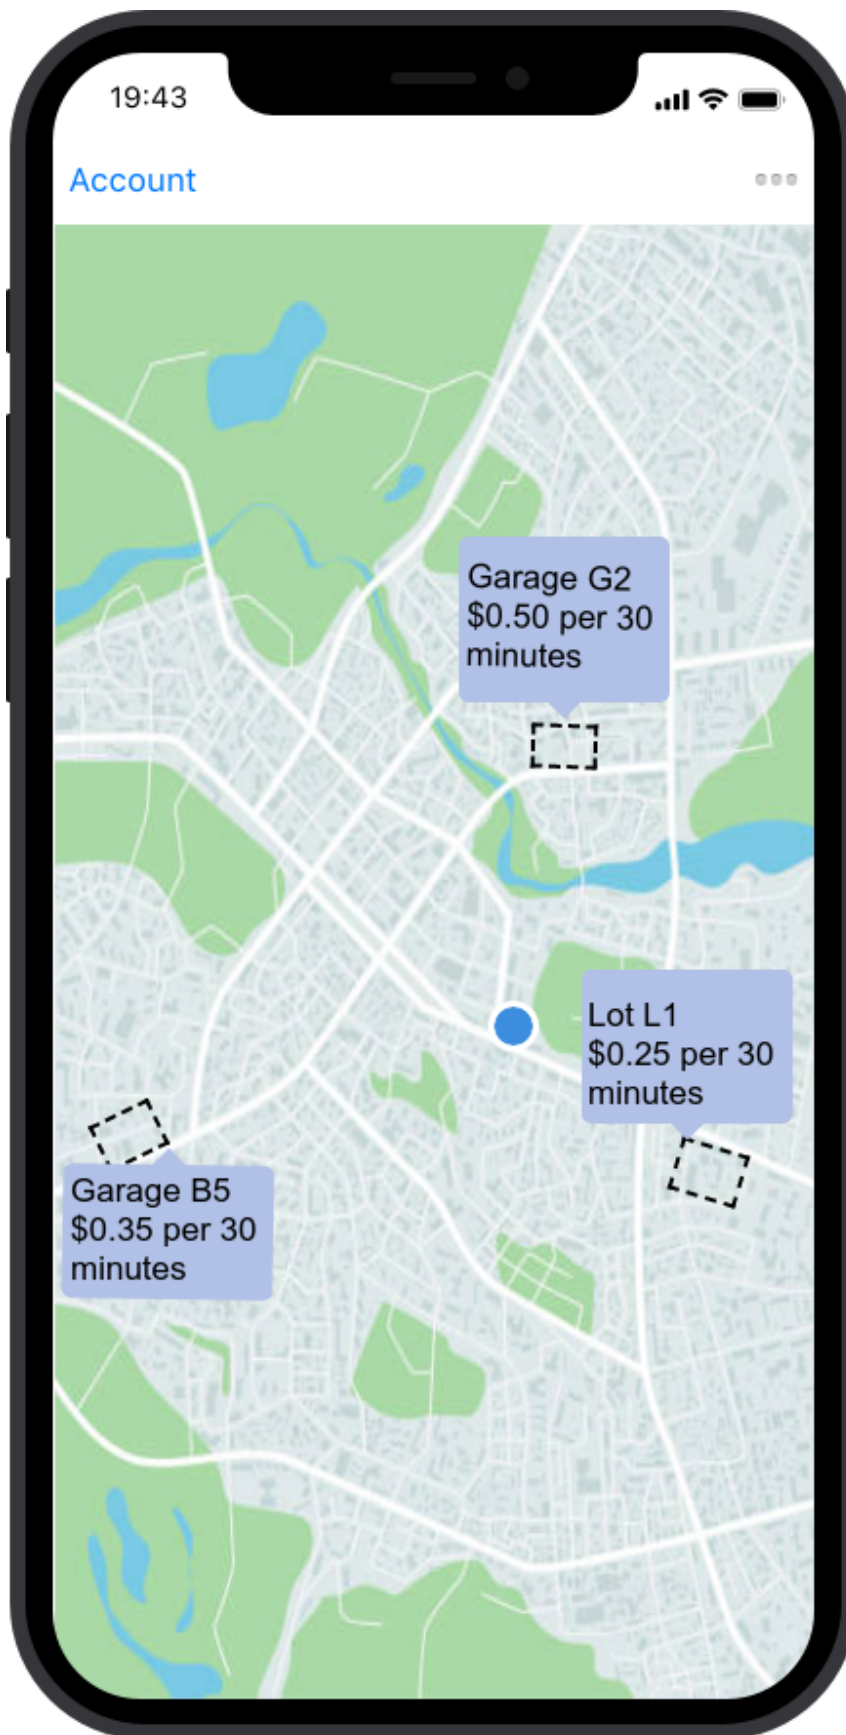 19:43
Account
Garage G2
$0.50 per 30
minutes
Lot L1
$0.25 per 30
minutes
Garage B5
$0.35 per 30
minutes